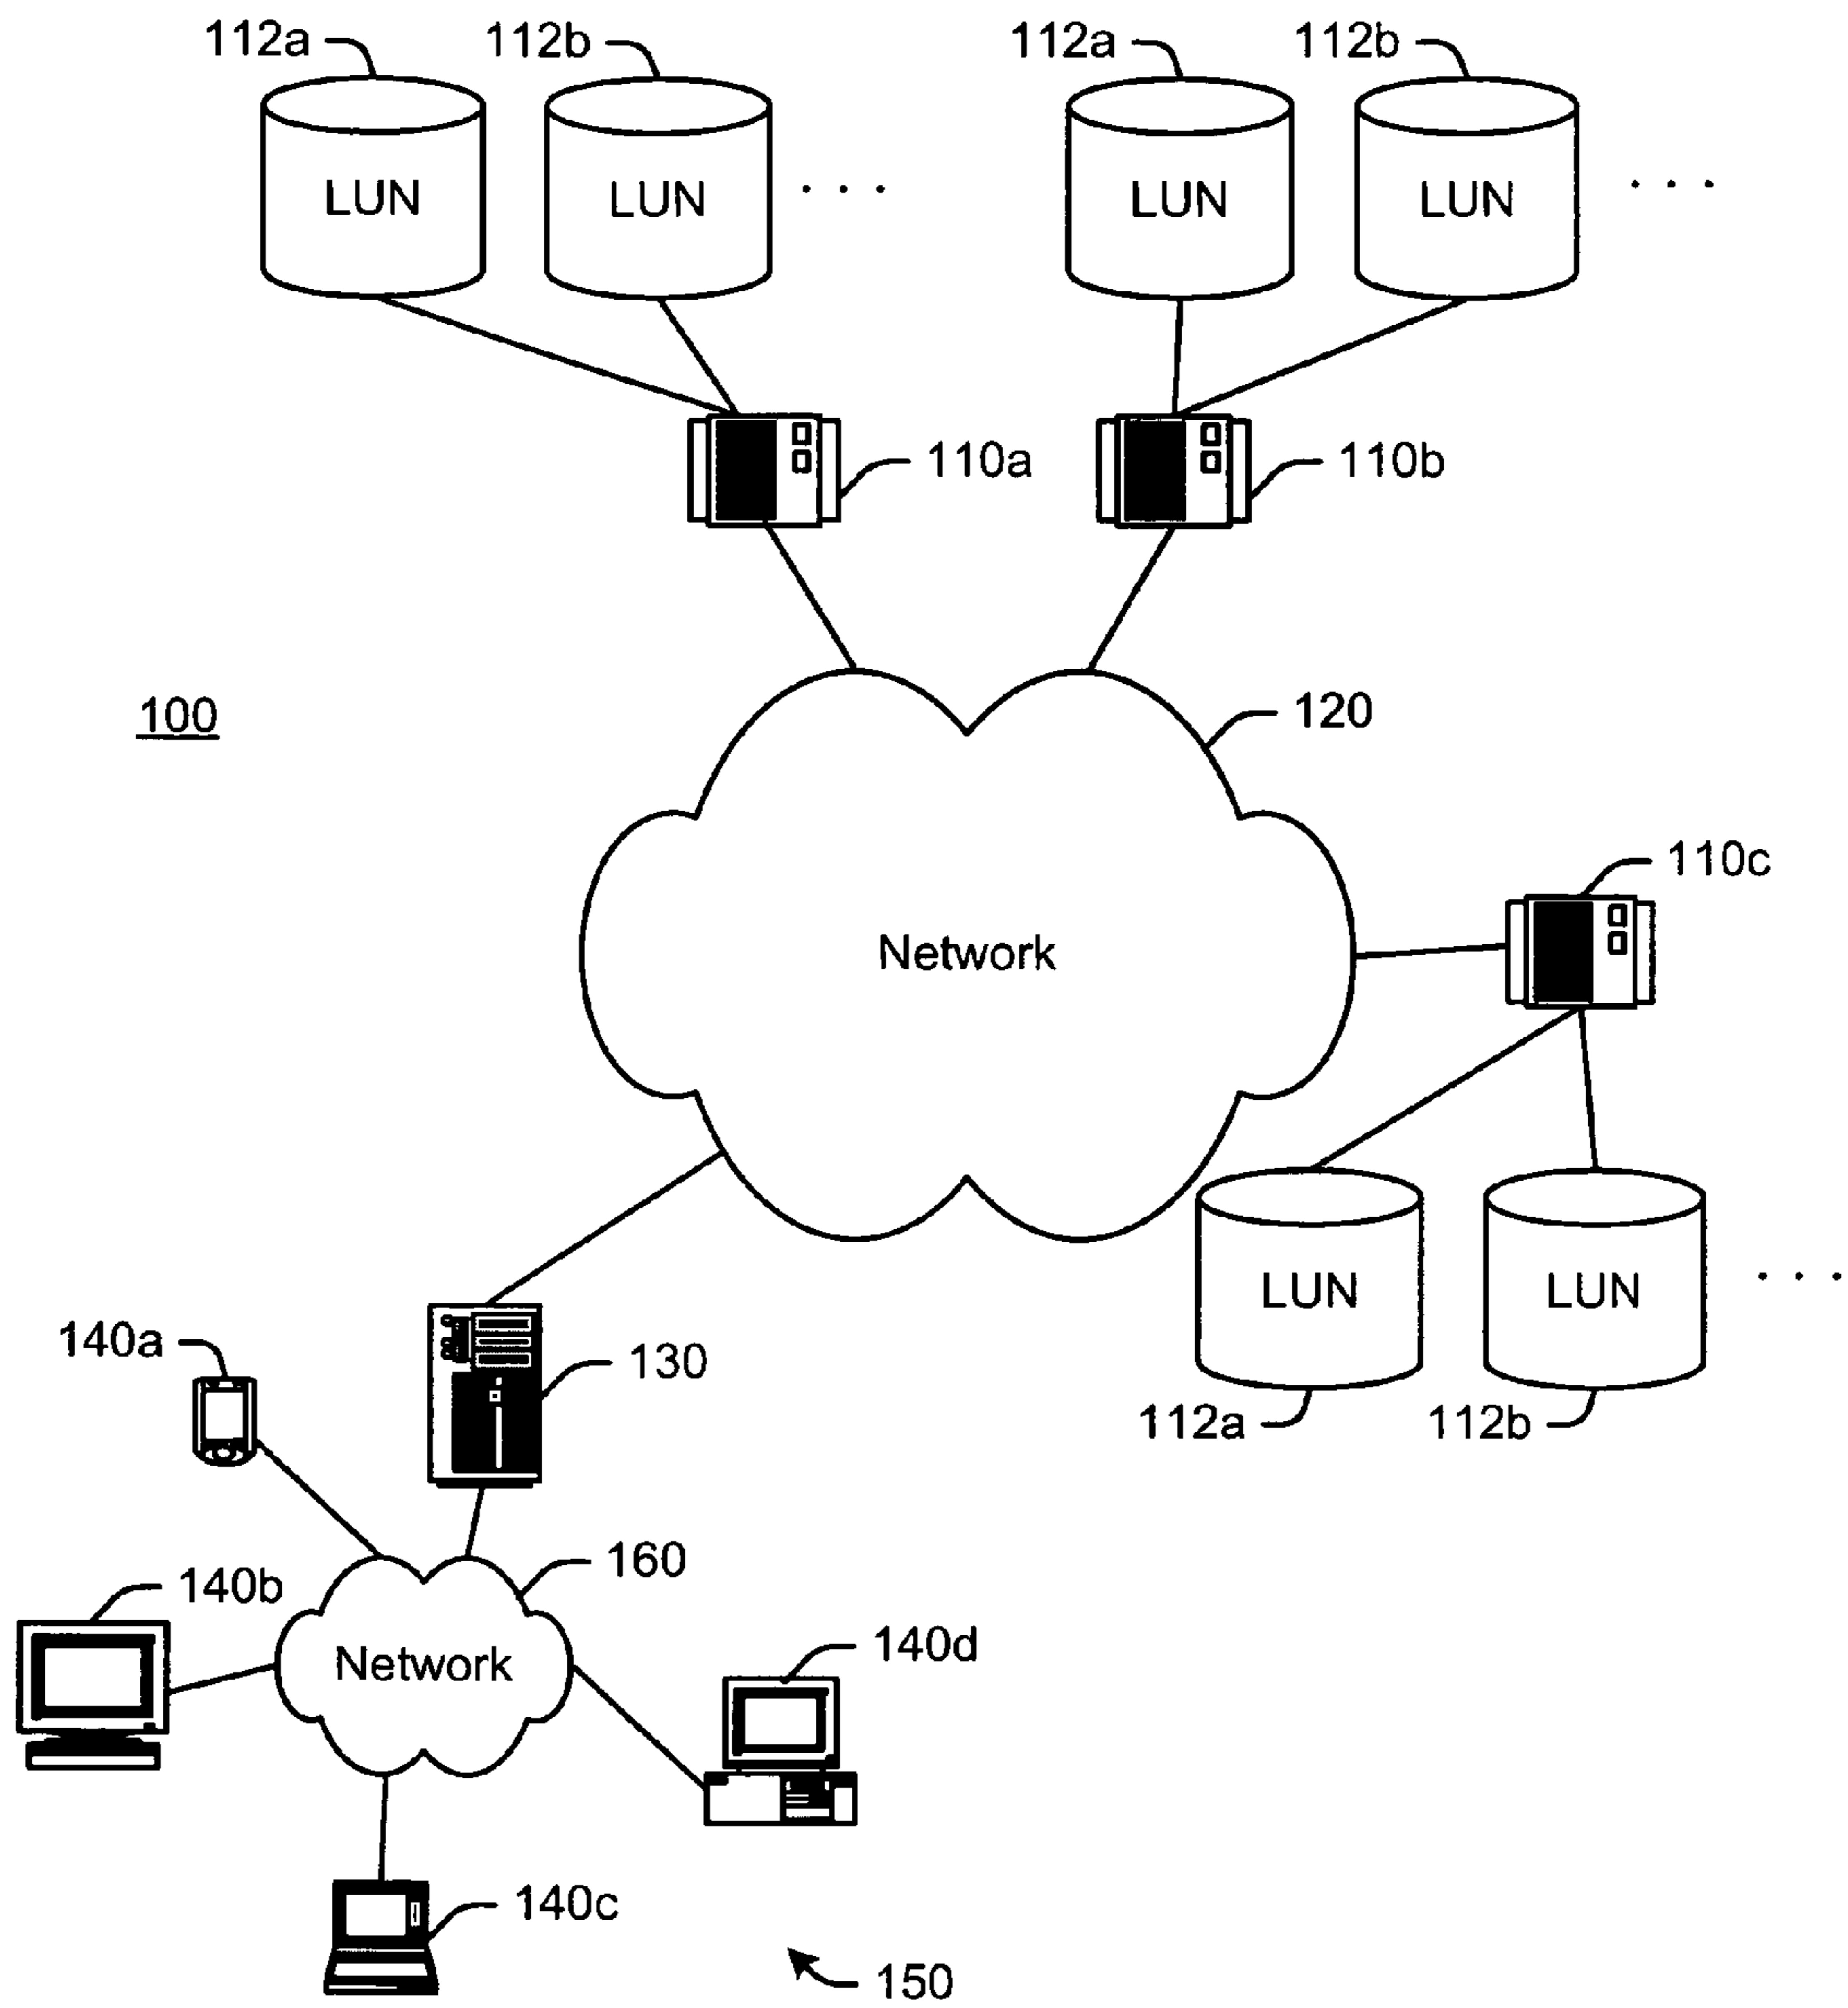 112a 112b 112a 112b
LUN LUN . . . LUN LUN . . .
110a 110b
100
120
110c
Network
LUN LUN . . .
140a
130
112a 112b
160
140b
Network
140d
140c
150